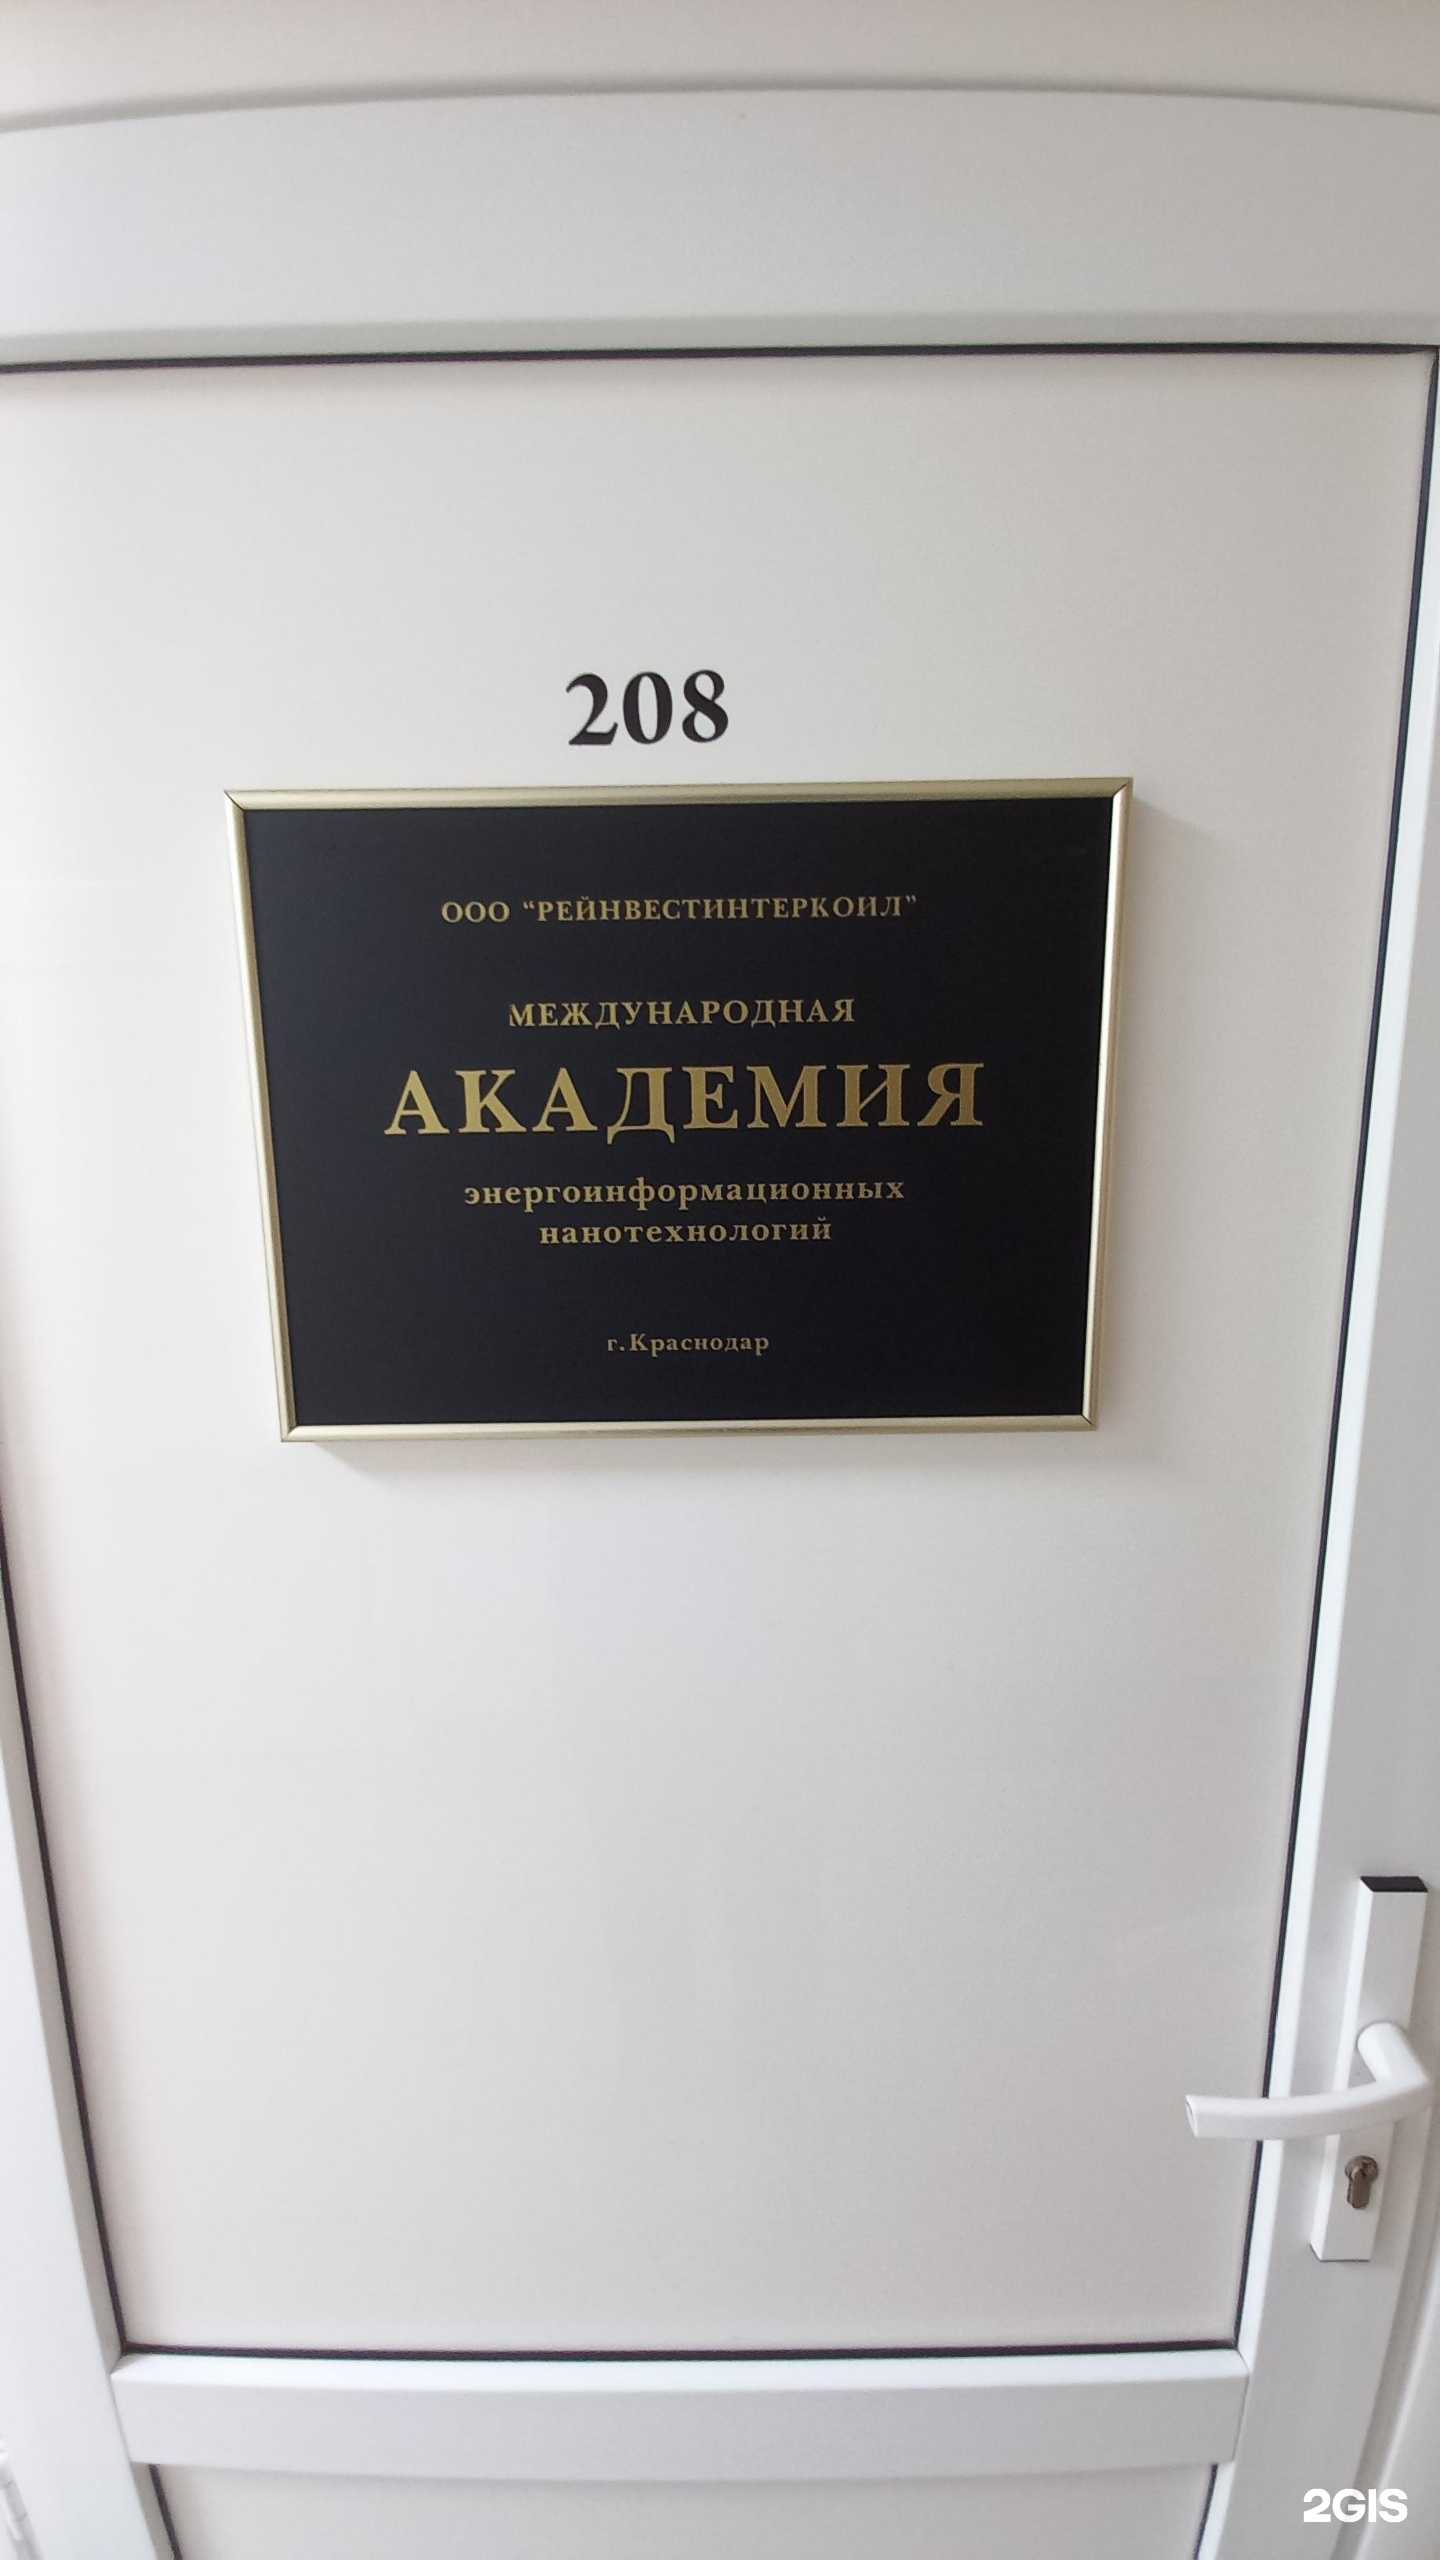 208
ООО “РЕЙНВЕСТИНТЕРКОИЛ”
МЕЖДУНАРОДНАЯ
АКАДЕМИЯ
энергоинформационных
нанотехнологий
г.Краснодар
2GIS